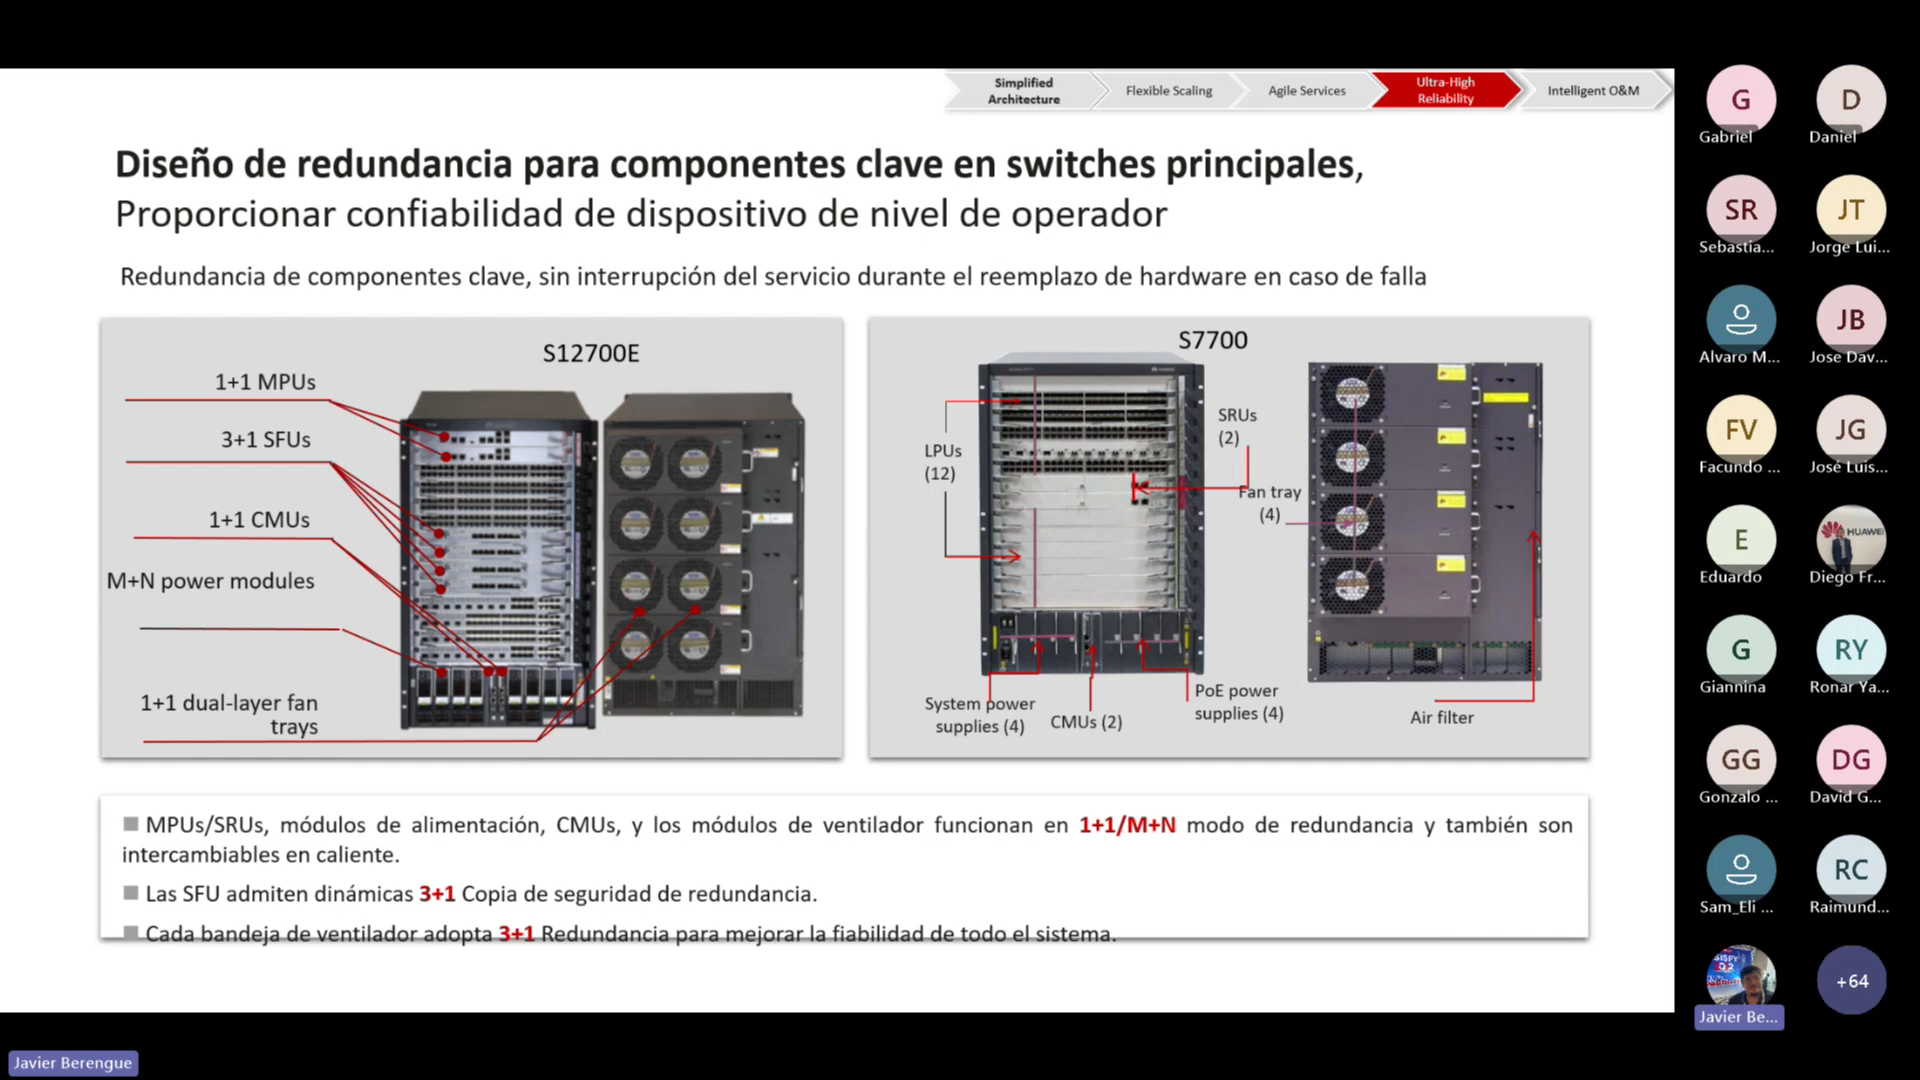 Simplified
Architecture
Flexible Scaling
Agile Services
Ultra-High
Reliability
Intelligent O&M
Diseño de redundancia para componentes clave en switches principales,
Proporcionar confiabilidad de dispositivo de nivel de operador
Redundancia de componentes clave, sin interrupción del servicio durante el reemplazo de hardware en caso de falla
S12700E
1+1 MPUs
3+1 SFUs
1+1 CMUs
M+N power modules
1+1 dual-layer fan
trays
S7700
LPUs
(12)
SRUs
(2)
Fan tray
(4)
System power
supplies (4)
CMUs (2)
PoE power
supplies (4)
Air filter
MPUs/SRUs, módulos de alimentación, CMUs, y los módulos de ventilador funcionan en 1+1/M+N modo de redundancia y también son
intercambiables en caliente.
Las SFU admiten dinámicas 3+1 Copia de seguridad de redundancia.
Cada bandeja de ventilador adopta 3+1 Redundancia para mejorar la fiabilidad de todo el sistema.
G
Gabriel
D
Daniel
SR
Sebastia...
JT
Jorge Lui...
Alvaro M...
JB
Jose Dav...
FV
Facundo ...
JG
José Luis...
E
Eduardo
HUAWEI
Diego Fr...
G
Giannina
RY
Ronar Ya...
GG
Gonzalo ...
DG
David G...
Sam_Eli ...
RC
Raimund...
Javier Be...
+64
Javier Berengue